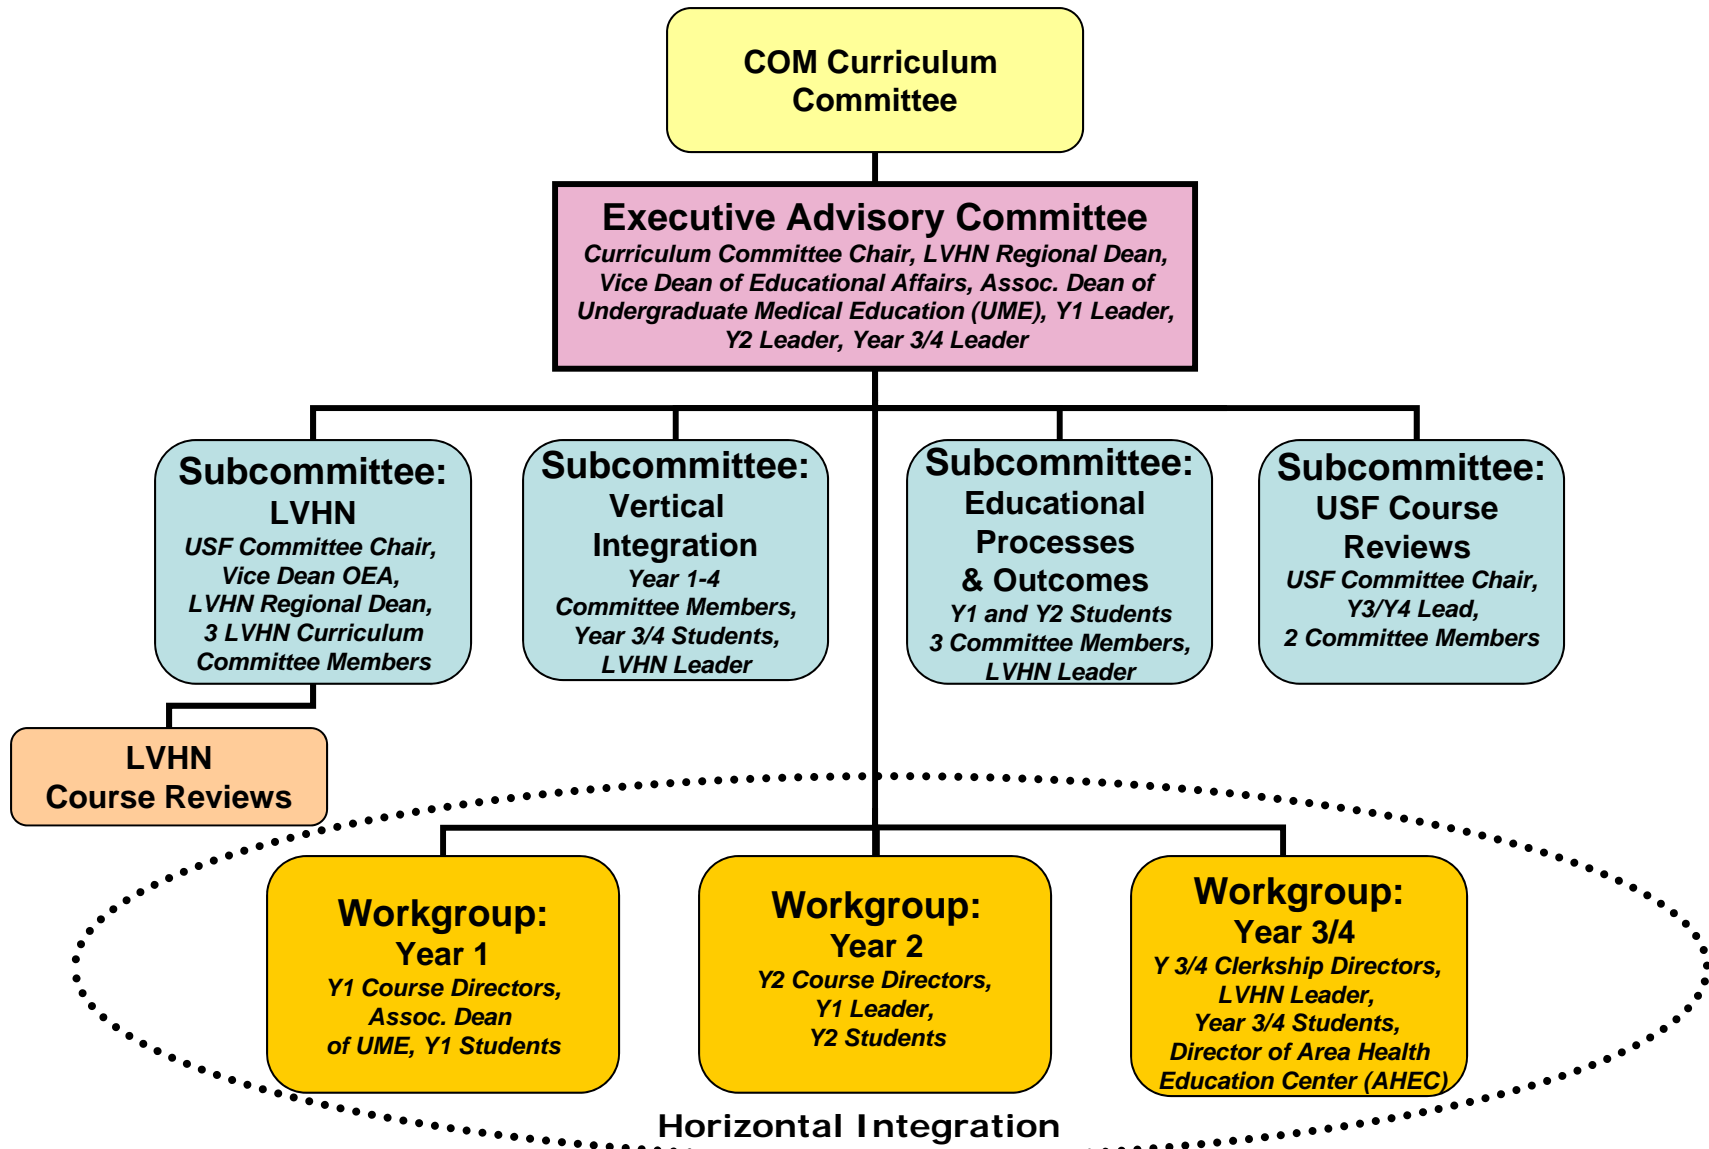 COM Curriculum
Committee
Executive Advisory Committee
Curriculum Committee Chair, LVHN Regional Dean,
Vice Dean of Educational Affairs, Assoc. Dean of
Undergraduate Medical Education (UME), Y1 Leader,
Y2 Leader, Year 3/4 Leader
Subcommittee:
LVHN
USF Committee Chair,
Vice Dean OEA,
LVHN Regional Dean,
3 LVHN Curriculum
Committee Members
Subcommittee:
Vertical
Integration
Year 1-4
Committee Members,
Year 3/4 Students,
LVHN Leader
Subcommittee:
Educational
Processes
& Outcomes
Y1 and Y2 Students
3 Committee Members,
LVHN Leader
Subcommittee:
USF Course
Reviews
USF Committee Chair,
Y3/Y4 Lead,
2 Committee Members
LVHN
Course Reviews
Workgroup:
Year 1
Y1 Course Directors,
Assoc. Dean
of UME, Y1 Students
Workgroup:
Year 2
Y2 Course Directors,
Y1 Leader,
Y2 Students
Workgroup:
Year 3/4
Y 3/4 Clerkship Directors,
LVHN Leader,
Year 3/4 Students,
Director of Area Health
Education Center (AHEC)
Horizontal Integration